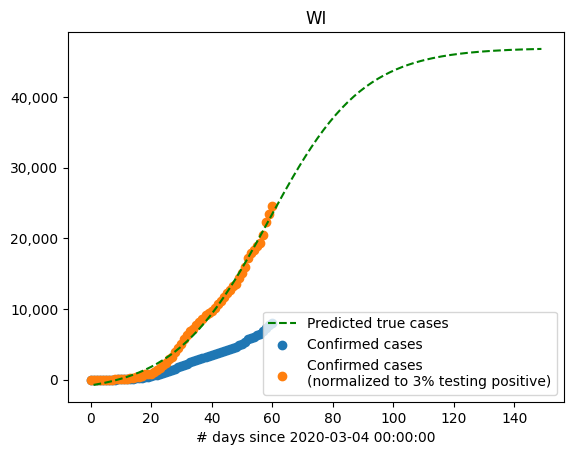 WI
40,000
30,000
20,000
10,000
0
Predicted true cases
Confirmed cases
Confirmed cases
(normalized to 3% testing positive)
0 20 40 60 80 100 120 140
# days since 2020-03-04 00:00:00